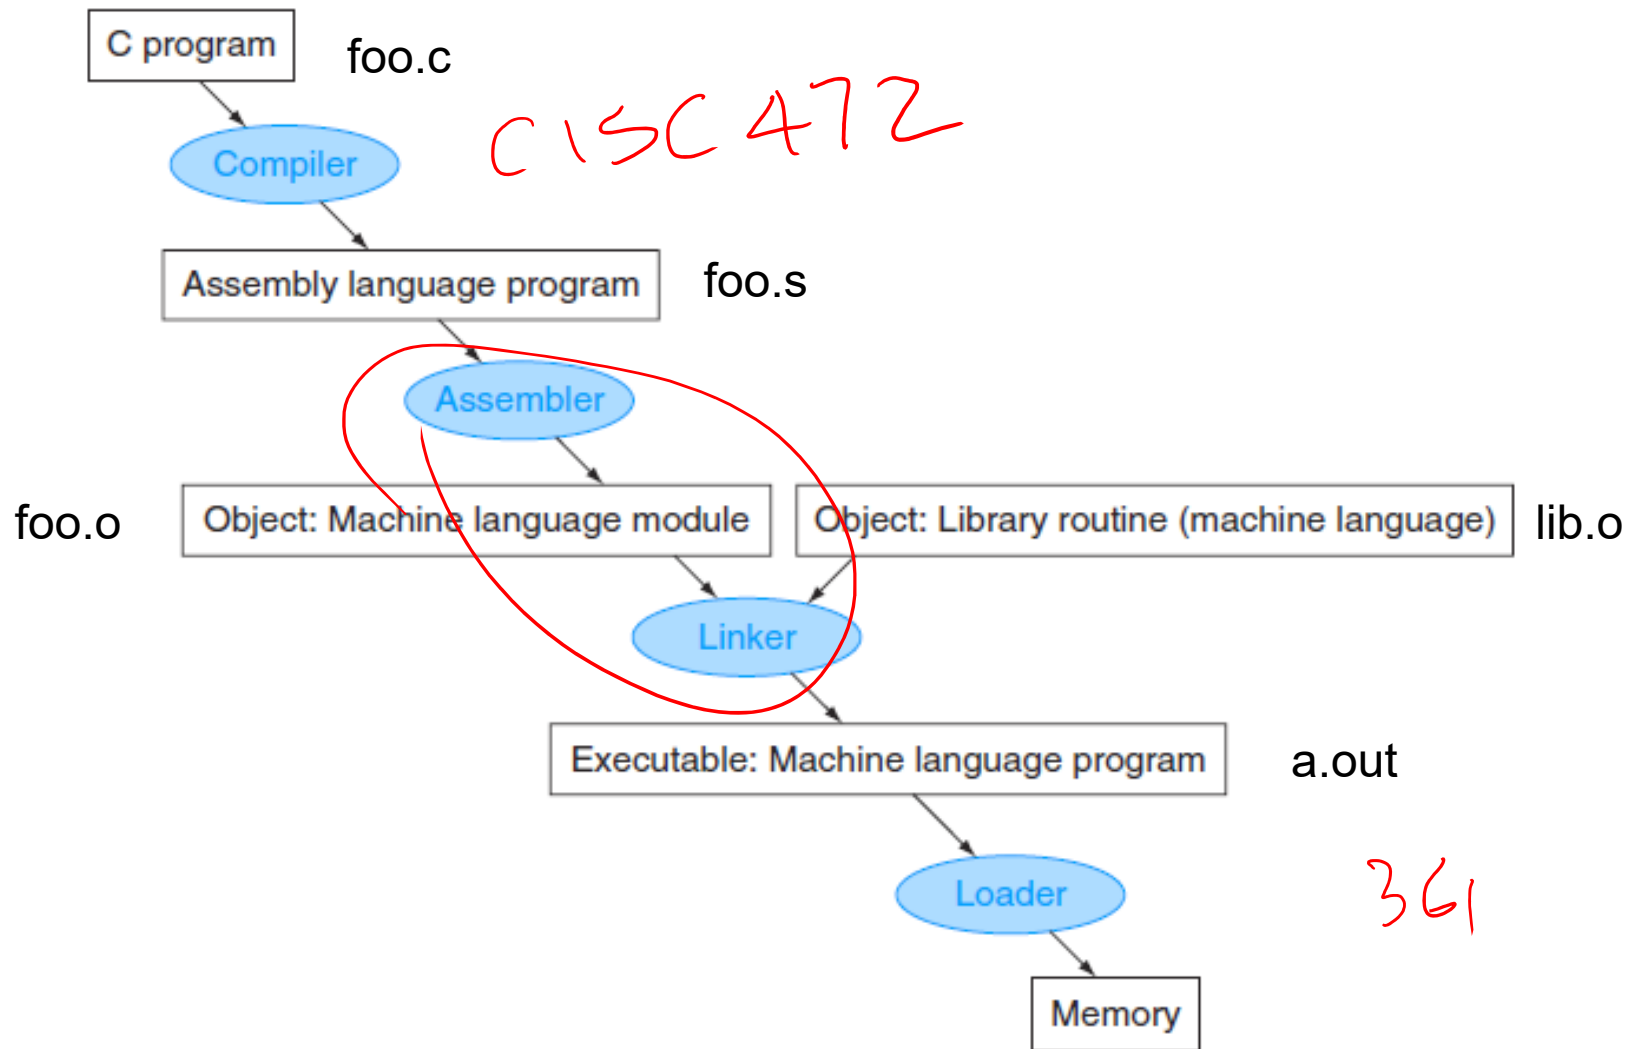 C program
foo.c
CISC 472
Compiler
Assembly language program
foo.s
Assembler
foo.o
Object: Machine language module
Object: Library routine (machine language)
lib.o
Linker
Executable: Machine language program
a.out
Loader
361
Memory